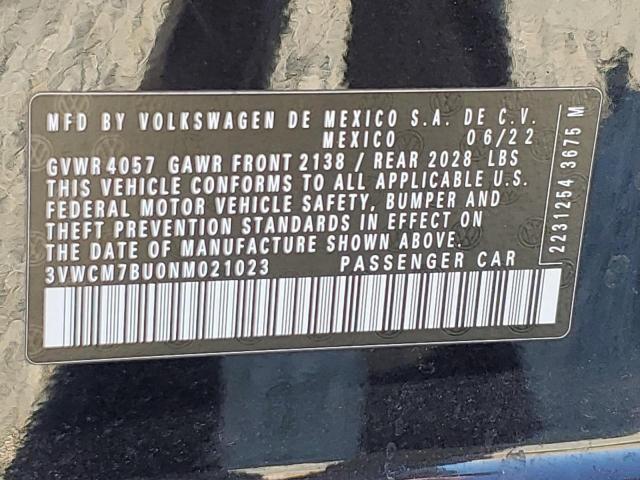 MFD BY VOLKSWAGEN DE MEXICO S.A. DE C.V.
MEXICO 06/22
GVWR 4057 GAWR FRONT 2138 / REAR 2028 LBS
THIS VEHICLE CONFORMS TO ALL APPLICABLE U.S.
FEDERAL MOTOR VEHICLE SAFETY, BUMPER AND
THEFT PREVENTION STANDARDS IN EFFECT ON
THE DATE OF MANUFACTURE SHOWN ABOVE.
3VWCM7BU0NM021023 PASSENGER CAR
2231254 3675 M